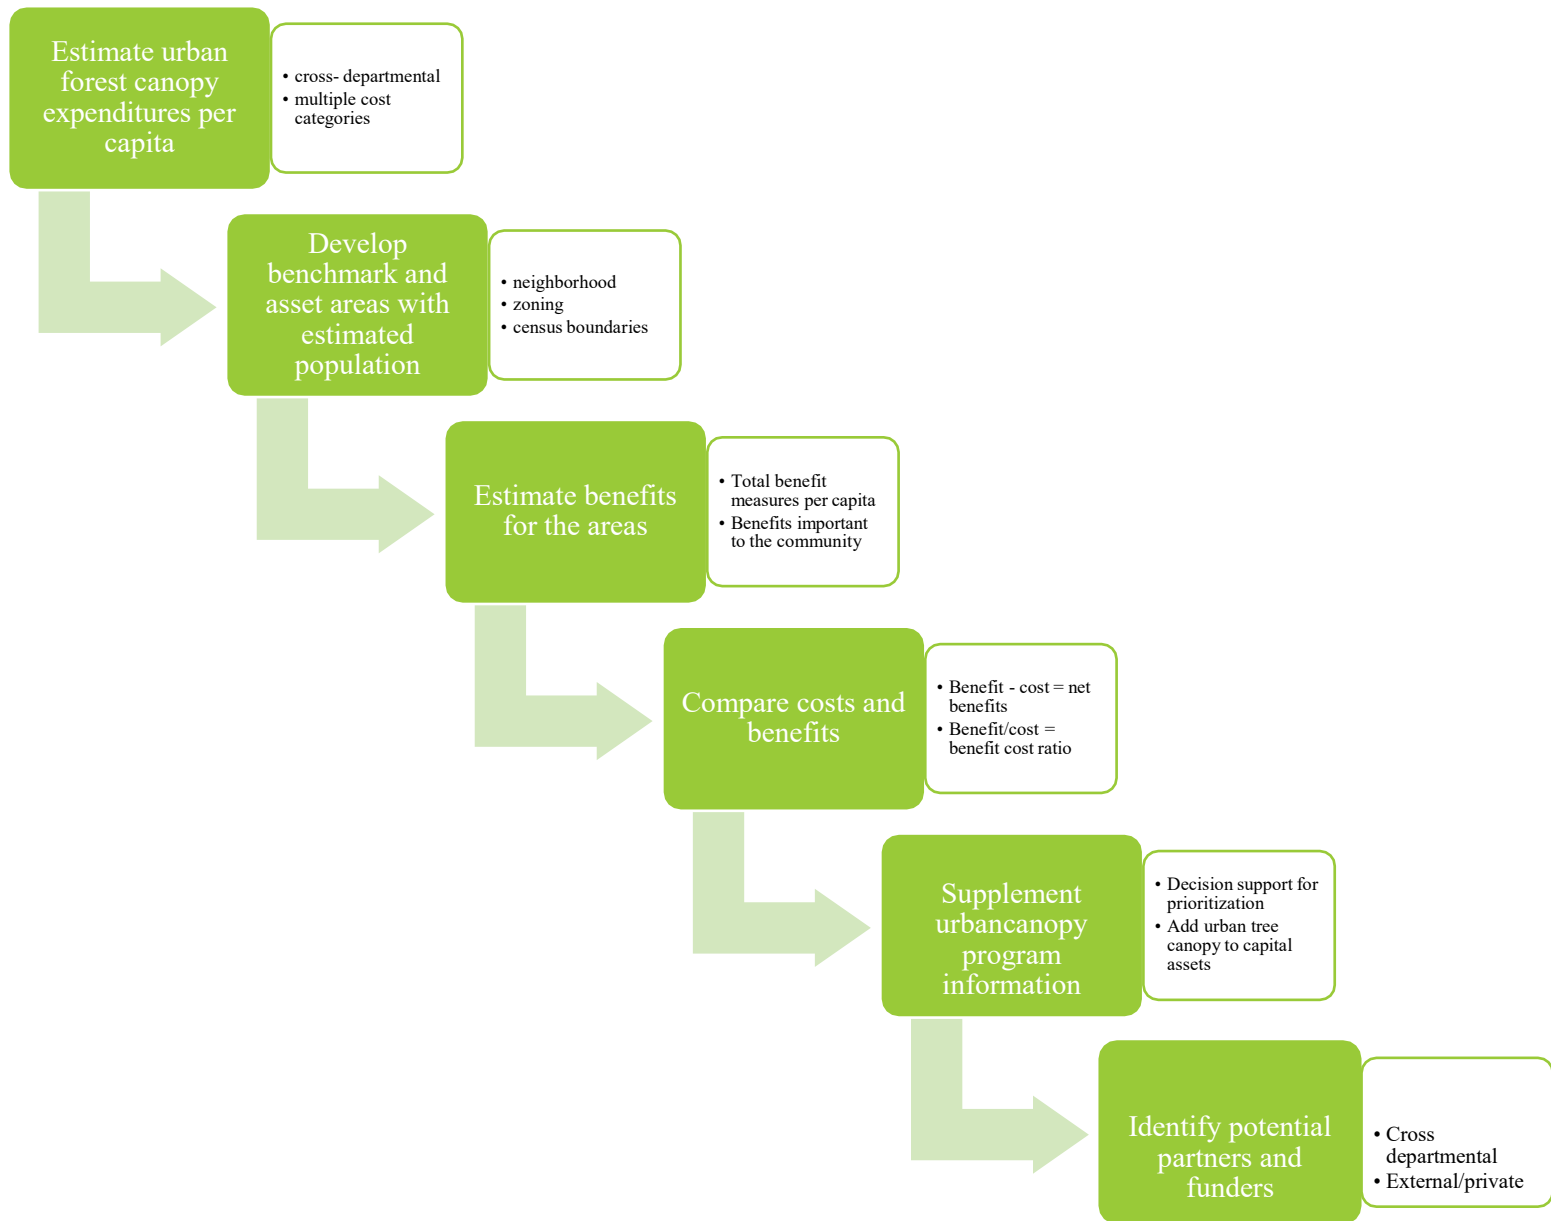 Estimate urban
forest canopy
expenditures per
capita
• cross- departmental
• multiple cost
categories
Develop
benchmark and
asset areas with
estimated
population
• neighborhood
• zoning
• census boundaries
Estimate benefits
for the areas
• Total benefit
measures per capita
• Benefits important
to the community
Compare costs and
benefits
• Benefit - cost = net
benefits
• Benefit/cost =
benefit cost ratio
Supplement
urbancanopy
program
information
• Decision support for
prioritization
• Add urban tree
canopy to capital
assets
Identify potential
partners and
funders
• Cross
departmental
• External/private